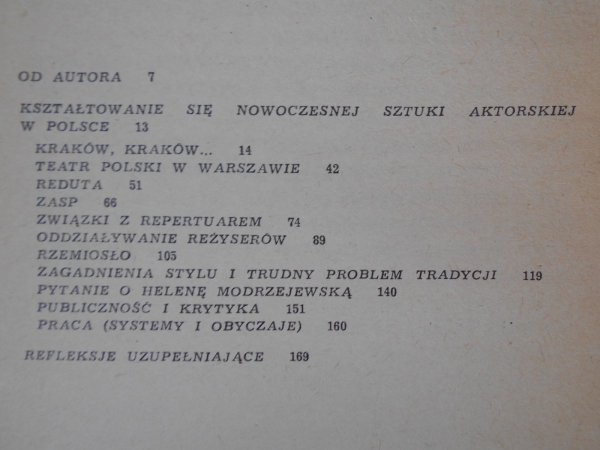 OD AUTORA 7
KSZTAŁTOWANIE SIĘ NOWOCZESNEJ SZTUKI AKTORSKIEJ
W POLSCE 13
KRAKÓW, KRAKÓW... 14
TEATR POLSKI W WARSZAWIE 42
REDUTA 51
ZASP 66
ZWIĄZKI Z REPERTUAREM 74
ODDZIAŁYWANIE REŻYSERÓW 89
RZEMIOSŁO 105
ZAGADNIENIA STYLU I TRUDNY PROBLEM TRADYCJI 119
PYTANIE O HELENĘ MODRZEJEWSKĄ 140
PUBLICZNOŚĆ I KRYTYKA 151
PRACA (SYSTEMY I OBYCZAJE) 160
REFLEKSJE UZUPEŁNIAJĄCE 169